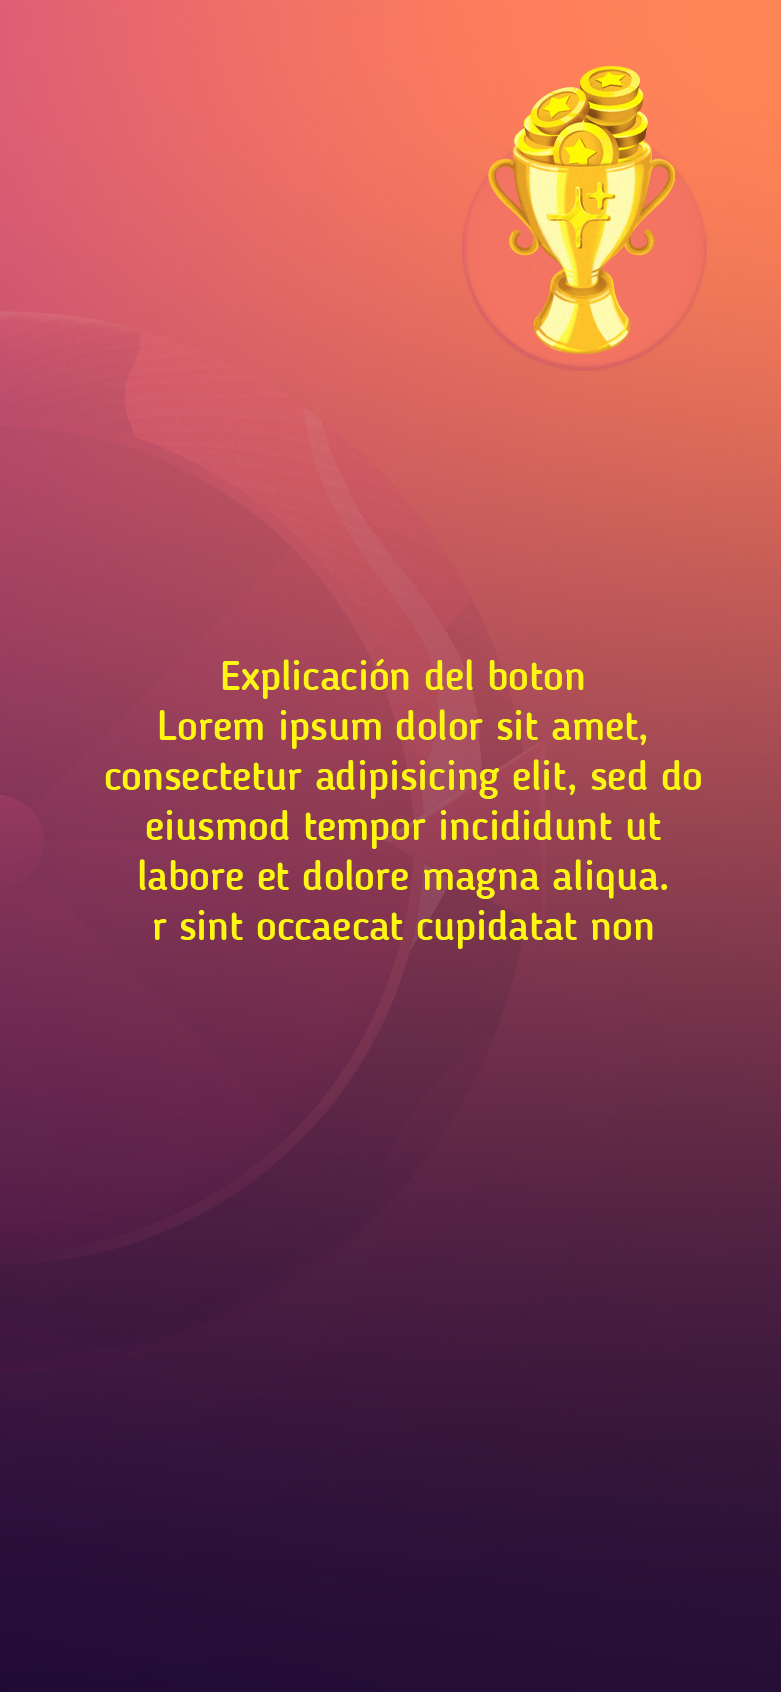 Explicación del boton
Lorem ipsum dolor sit amet,
consectetur adipisicing elit, sed do
eiusmod tempor incididunt ut
labore et dolore magna aliqua.
r sint occaecat cupidatat non